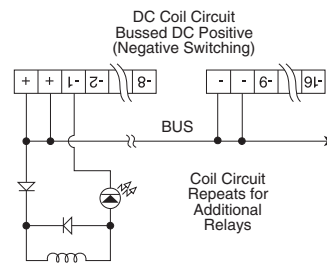 DC Coil Circuit
Bussed DC Positive
(Negative Switching)
+ + -1- -2- -8- - - -9- -16-
BUS
Coil Circuit
Repeats for
Additional
Relays